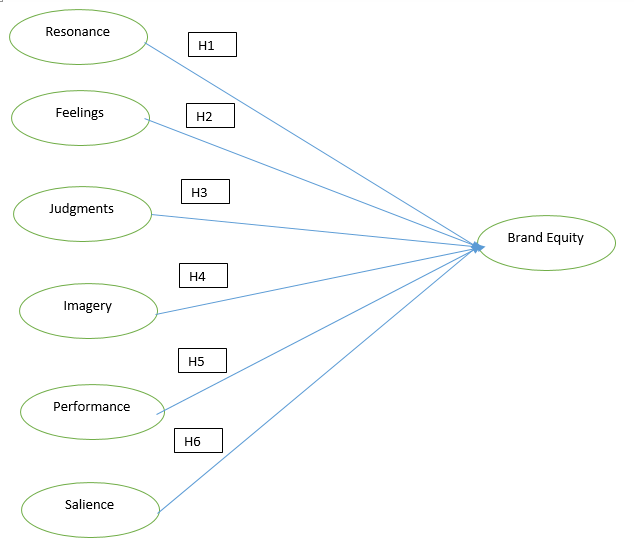 Resonance
H1
Feelings
H2
Judgments
H3
Brand Equity
H4
Imagery
H5
Performance
H6
Salience